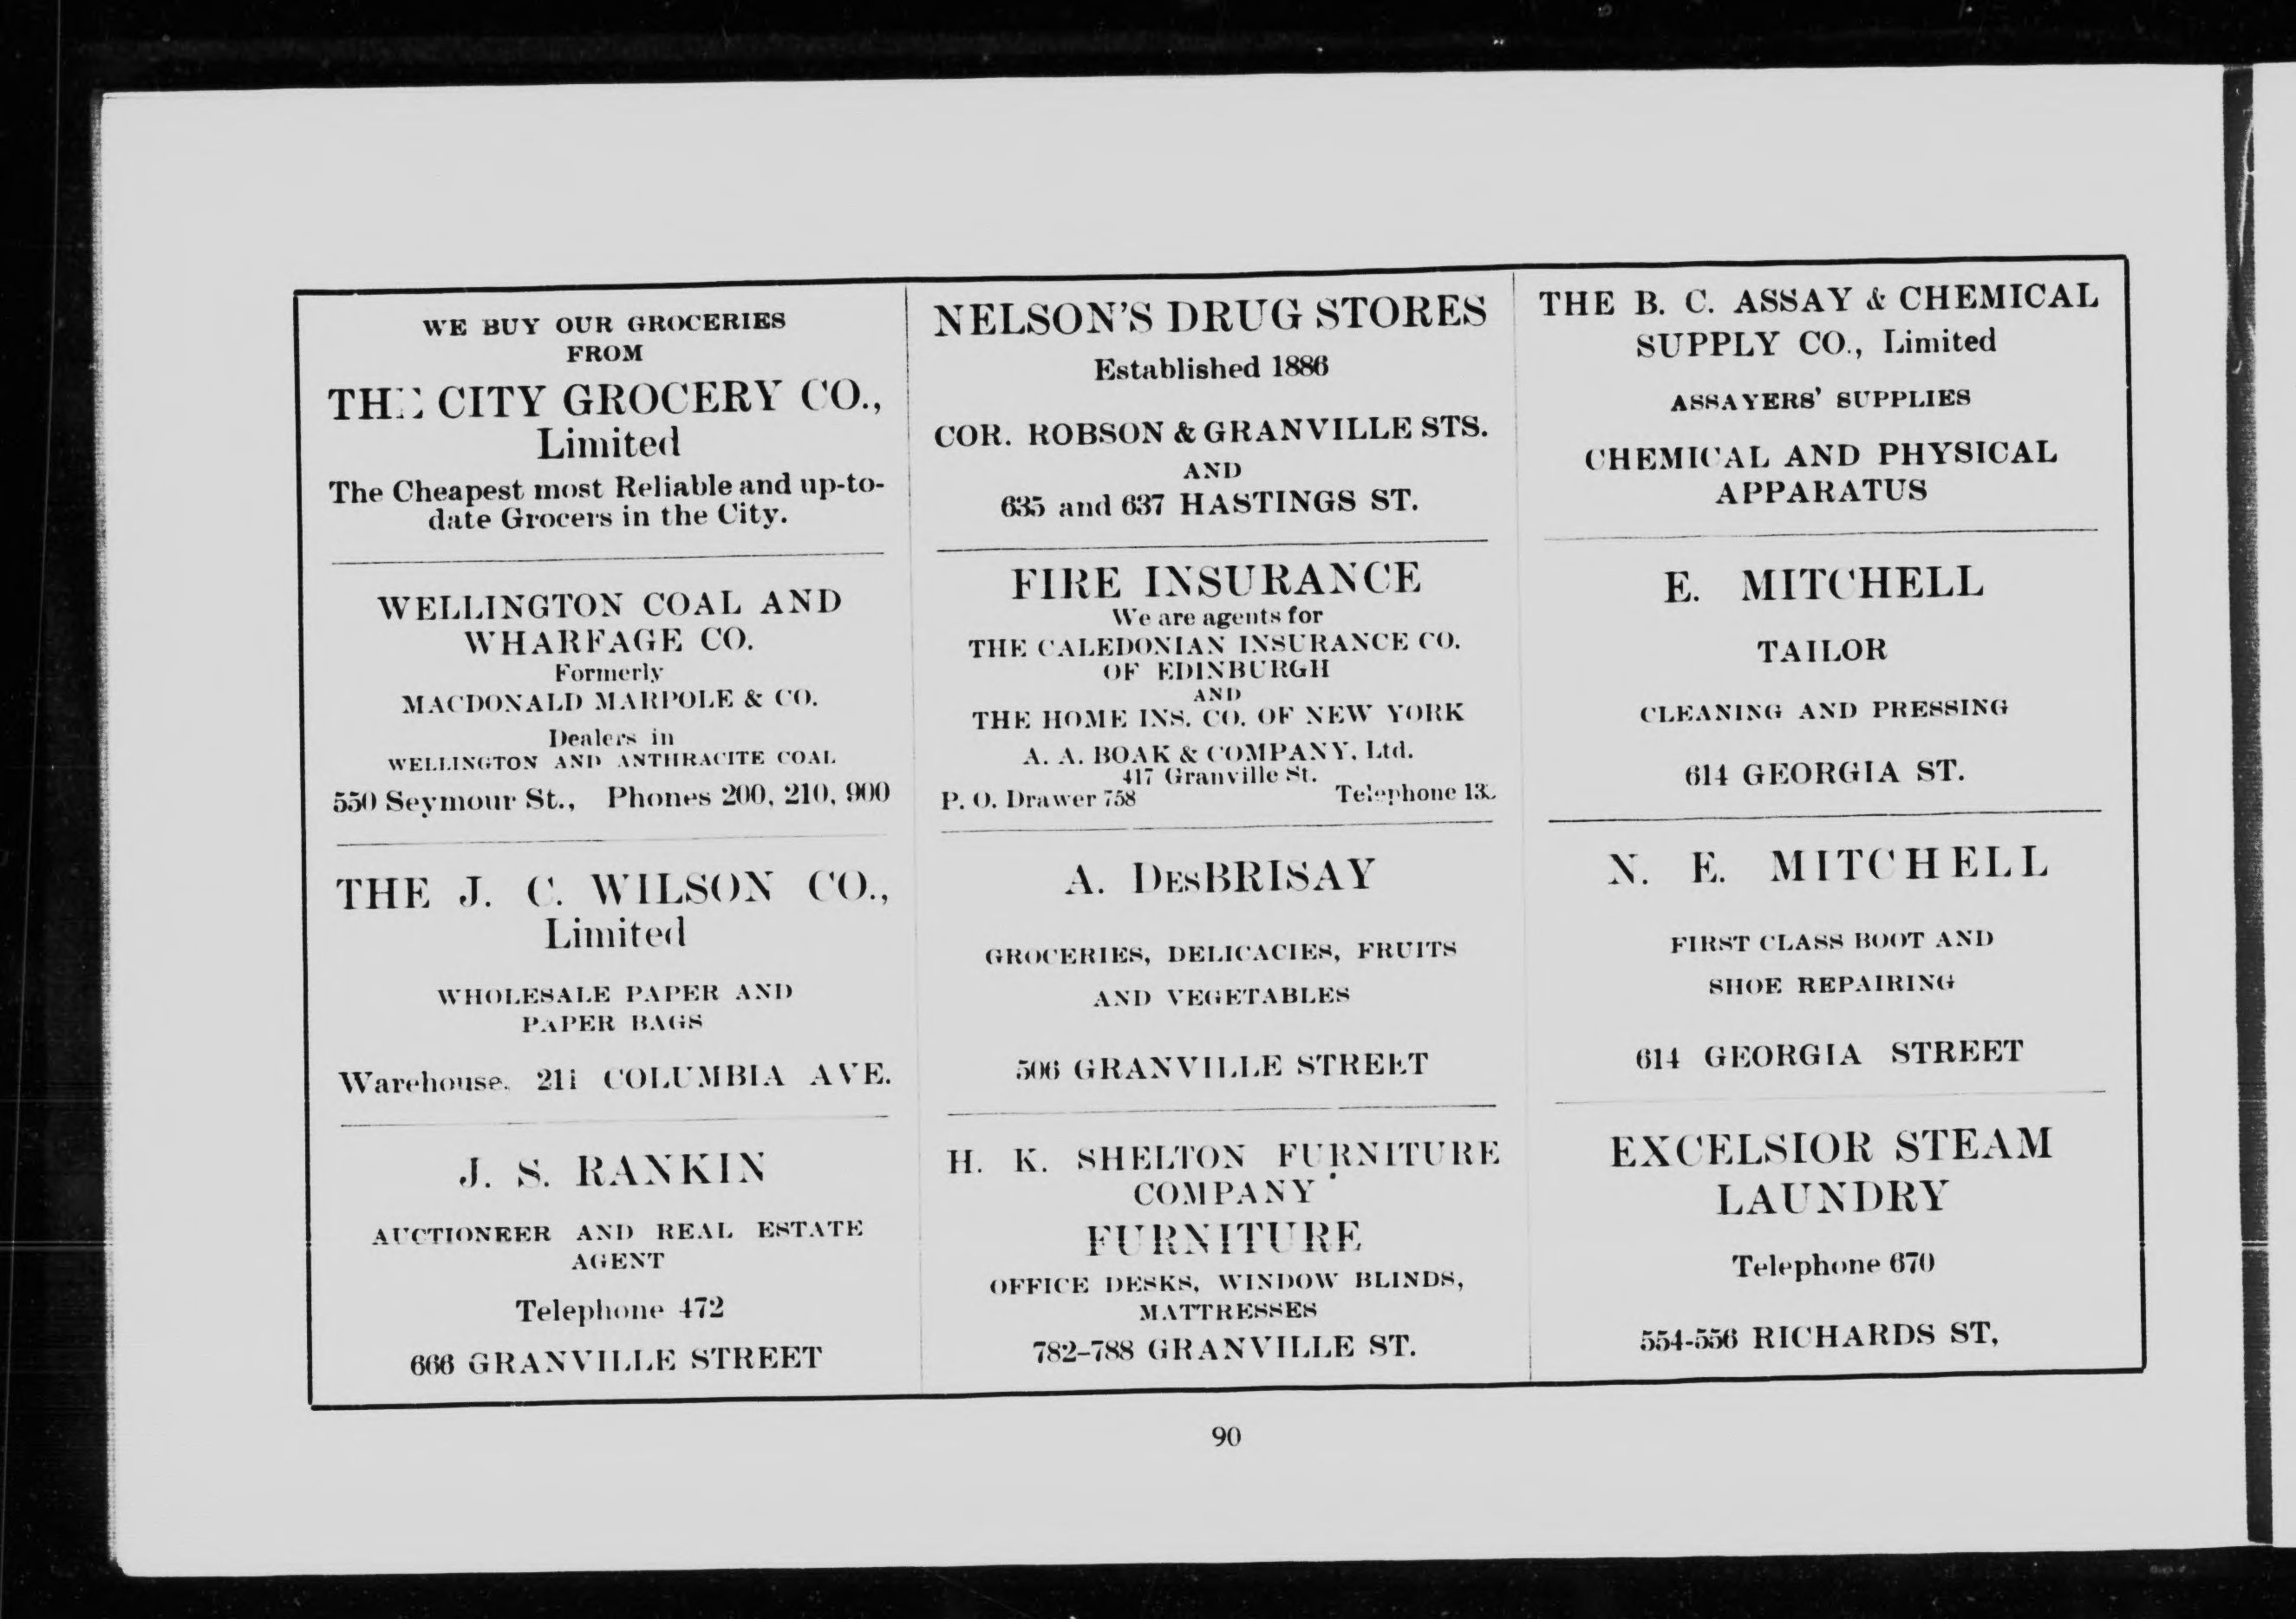 WE BUY OUR GROCERIES
FROM
THE CITY GROCERY CO.,
Limited
The Cheapest most Reliable and up-to-
date Grocers in the City.
WELLINGTON COAL AND
WHARFAGE CO.
Formerly
MACDONALD MARPOLE & CO.
Dealers in
WELLINGTON AND ANTHRACITE COAL
550 Seymour St., Phones 200, 210, 900
THE J. C. WILSON CO.,
Limited
WHOLESALE PAPER AND
PAPER BAGS
Warehouse, COLUMBIA AVE.
J. S. RANKIN
AUCTIONEER AND REAL ESTATE
AGENT
Telephone 472
666 GRANVILLE STREET
NELSON'S DRUG STORES
Established 1886
COR. ROBSON & GRANVILLE STS.
AND
635 and 637 HASTINGS ST.
FIRE INSURANCE
We are agents for
THE CALEDONIAN INSURANCE CO.
OF EDINBURGH
AND
THE HOME INS. CO. OF NEW YORK
A. A. BOAK & COMPANY, Ltd.
417 Granville St.
P. O. Drawer 758 Telephone
A. DESBRISAY
GROCERIES, DELICACIES, FRUITS
AND VEGETABLES
506 GRANVILLE STREET
H. K. SHELTON FURNITURE
COMPANY
FURNITURE
OFFICE DESKS, WINDOW BLINDS,
MATTRESSES
782-788 GRANVILLE ST.
THE B. C. ASSAY & CHEMICAL
SUPPLY CO., Limited
ASSAYERS' SUPPLIES
CHEMICAL AND PHYSICAL
APPARATUS
E. MITCHELL
TAILOR
CLEANING AND PRESSING
614 GEORGIA ST.
N. E. MITCHELL
FIRST CLASS BOOT AND
SHOE REPAIRING
614 GEORGIA STREET
EXCELSIOR STEAM
LAUNDRY
Telephone 670
554-556 RICHARDS ST,
90